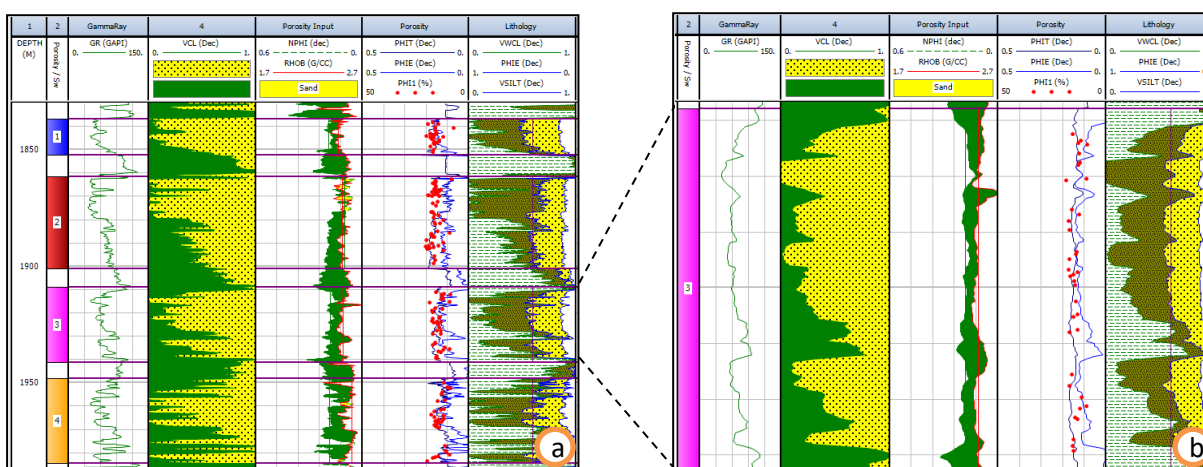 1 2 GammaRay 4 Porosity Input Porosity Lithology
DEPTH (M) Porosity / Sw GR (GAPI) VCL (Dec) NPHI (dec) PHIT (Dec) VWCL (Dec)
0. 150. 0. 1. 0.6 0. 0.5 0. 0. 1.
RHOB (G/CC) PHIE (Dec) PHIE (Dec)
1.7 2.7 0.5 0. 1. 0.
Sand PHI1 (%) VSILT (Dec)
50 0 0. 1.
1
1850
2
1900
3
1950
4
a
2 GammaRay 4 Porosity Input Porosity Lithology
Porosity / Sw GR (GAPI) VCL (Dec) NPHI (dec) PHIT (Dec) VWCL (Dec)
0. 150. 0. 1. 0.6 0. 0.5 0. 0. 1.
RHOB (G/CC) PHIE (Dec) PHIE (Dec)
1.7 2.7 0.5 0. 1. 0.
Sand PHI1 (%) VSILT (Dec)
50 0 0. 1.
3
b